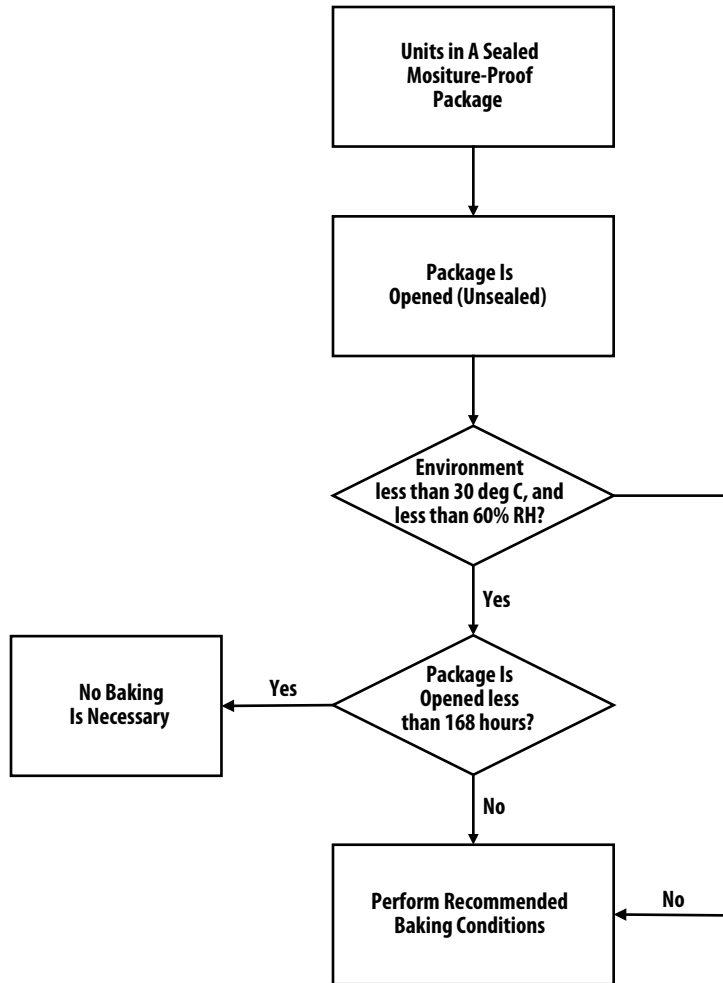 Units in A Sealed
Mositure-Proof
Package
Package Is
Opened (Unsealed)
Environment
less than 30 deg C, and
less than 60% RH?
Yes
No Baking
Is Necessary
Yes
Package Is
Opened less
than 168 hours?
No
Perform Recommended
Baking Conditions
No